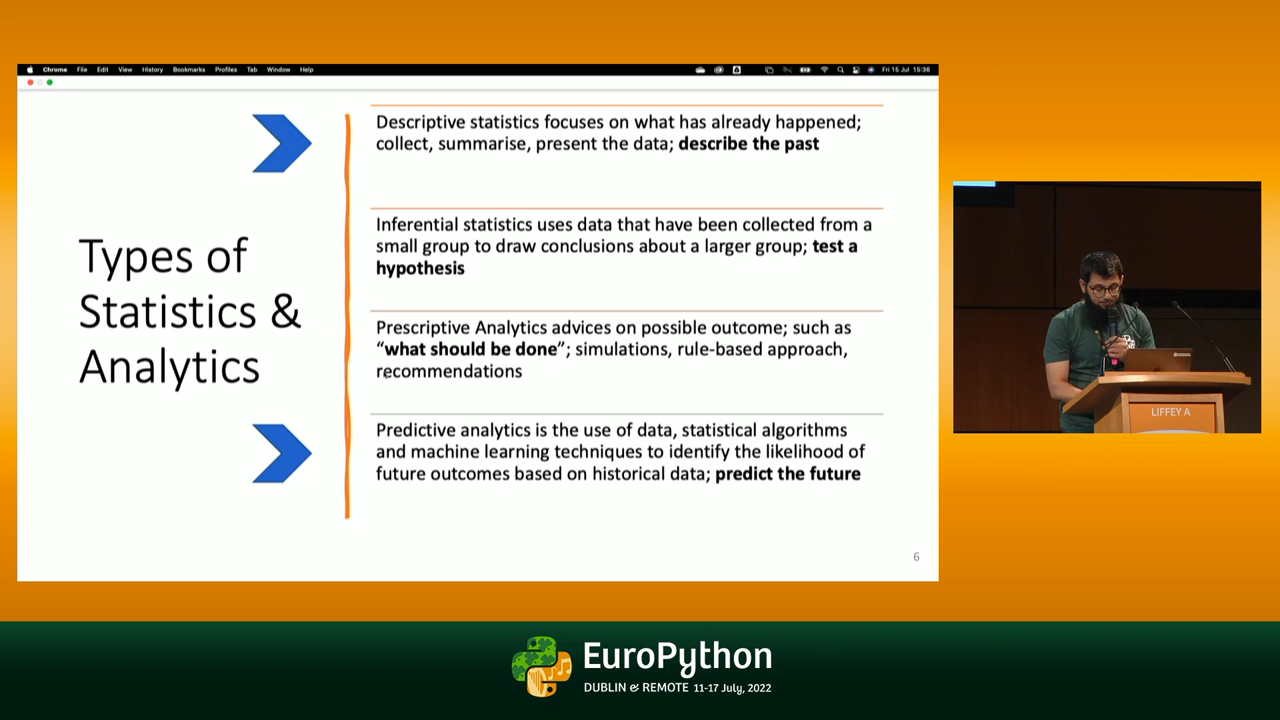 Chrome File Edit View History Bookmarks Profiles Tab Window Help
Fri 15 Jul 15:36
Types of
Statistics &
Analytics
Descriptive statistics focuses on what has already happened;
collect, summarise, present the data; describe the past
Inferential statistics uses data that have been collected from a
small group to draw conclusions about a larger group; test a
hypothesis
Prescriptive Analytics advices on possible outcome; such as
“what should be done”; simulations, rule-based approach,
recommendations
Predictive analytics is the use of data, statistical algorithms
and machine learning techniques to identify the likelihood of
future outcomes based on historical data; predict the future
6
LIFFEY A
EuroPython
DUBLIN & REMOTE 11-17 July, 2022